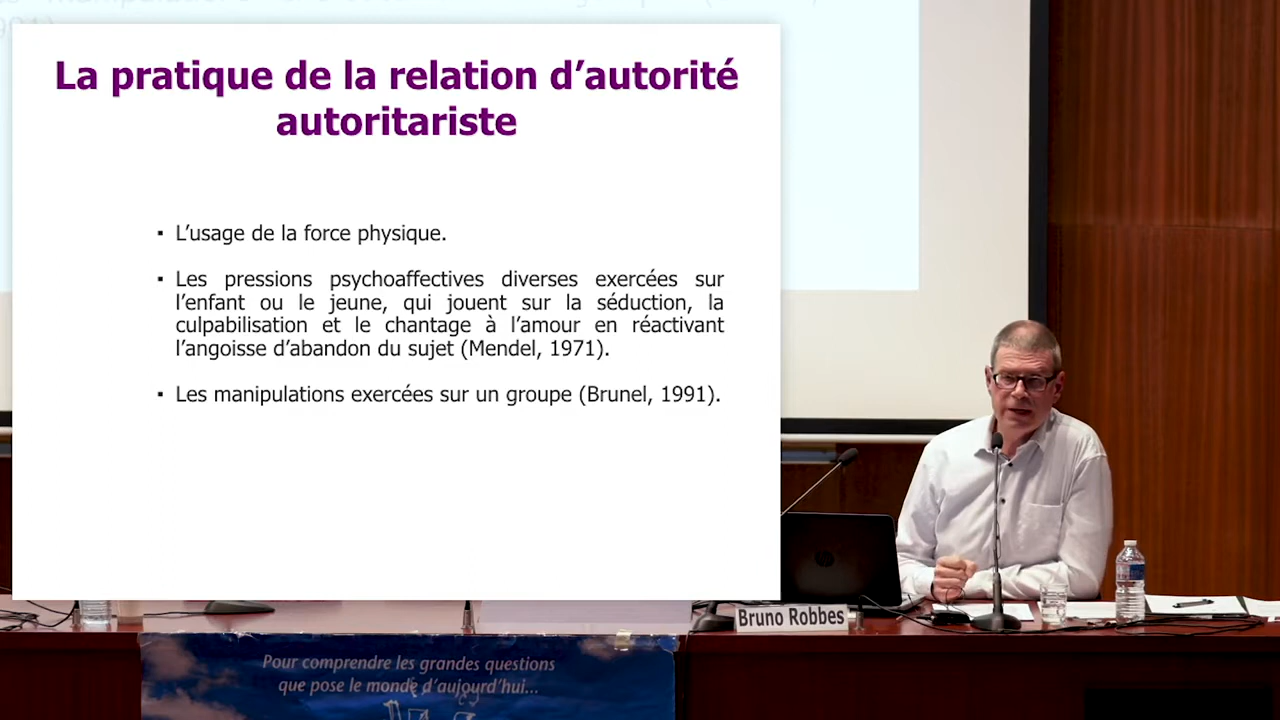 La pratique de la relation d'autorité
autoritariste
▪ L'usage de la force physique.
▪ Les pressions psychoaffectives diverses exercées sur
l'enfant ou le jeune, qui jouent sur la séduction, la
culpabilisation et le chantage à l'amour en réactivant
l'angoisse d'abandon du sujet (Mendel, 1971).
▪ Les manipulations exercées sur un groupe (Brunel, 1991).
Bruno Robbes
Pour comprendre les grandes questions
que pose le monde d'aujourd'hui...